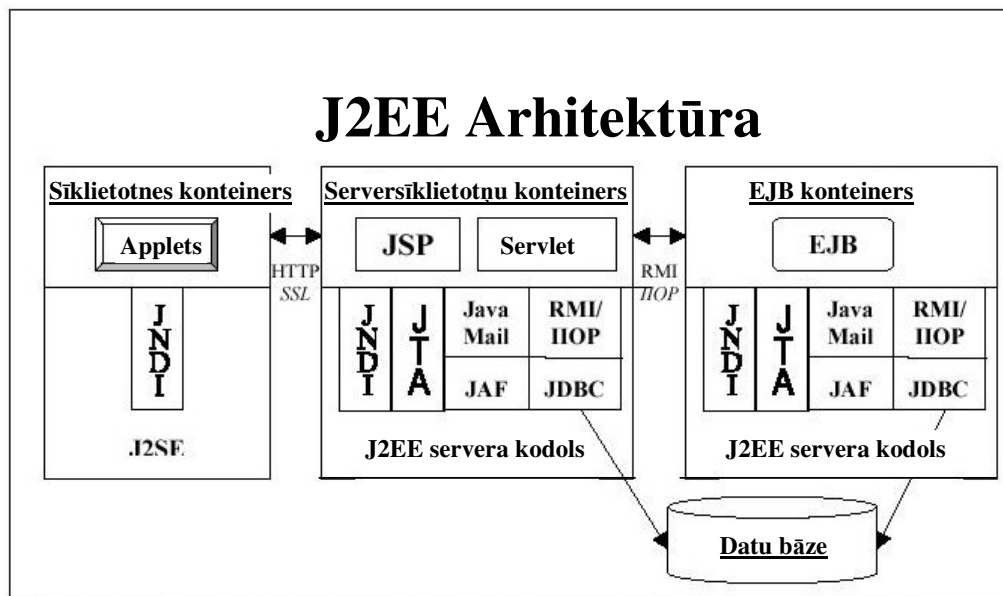 J2EE Arhitektūra
Sīklietotnes konteiners
Applets
JNDI
J2SE
HTTP
SSL
Serversīklietotņu konteiners
JSP
Servlet
JNDI
JTA
Java
Mail
RMI/
IIOP
JAF
JDBC
J2EE servera kodols
RMI
IIOP
EJB konteiners
EJB
JNDI
JTA
Java
Mail
RMI/
IIOP
JAF
JDBC
J2EE servera kodols
Datu bāze